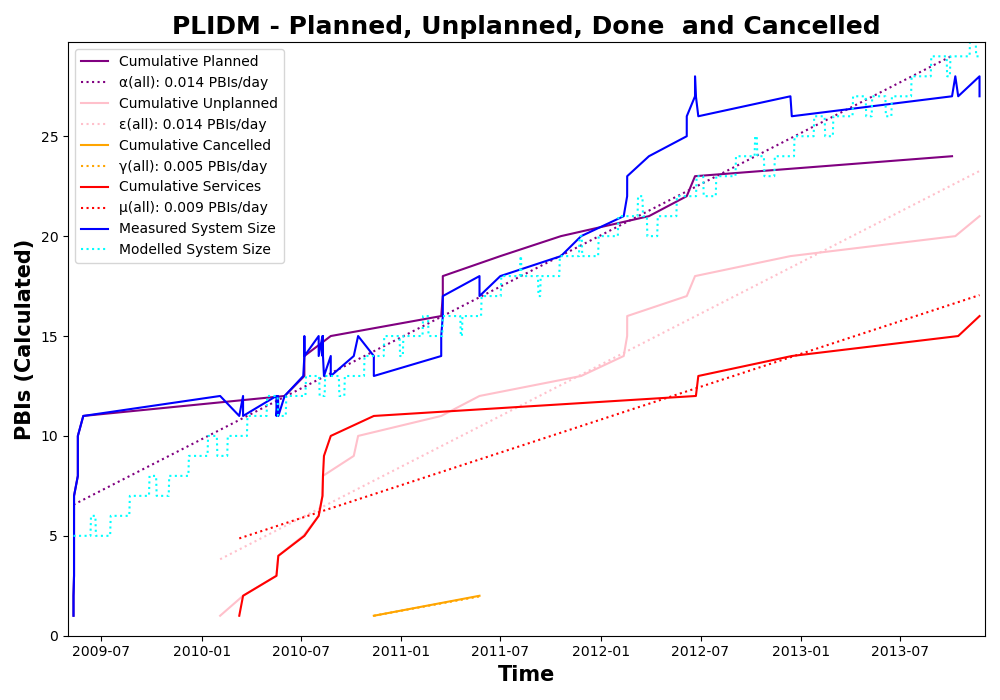 PLIDM - Planned, Unplanned, Done  and Cancelled
Cumulative Planned
α(all): 0.014 PBIs/day
Cumulative Unplanned
ε(all): 0.014 PBIs/day
Cumulative Cancelled
γ(all): 0.005 PBIs/day
Cumulative Services
μ(all): 0.009 PBIs/day
Measured System Size
Modelled System Size
PBIs (Calculated)
25
20
15
10
5
0
2009-07 2010-01 2010-07 2011-01 2011-07 2012-01 2012-07 2013-01 2013-07
Time